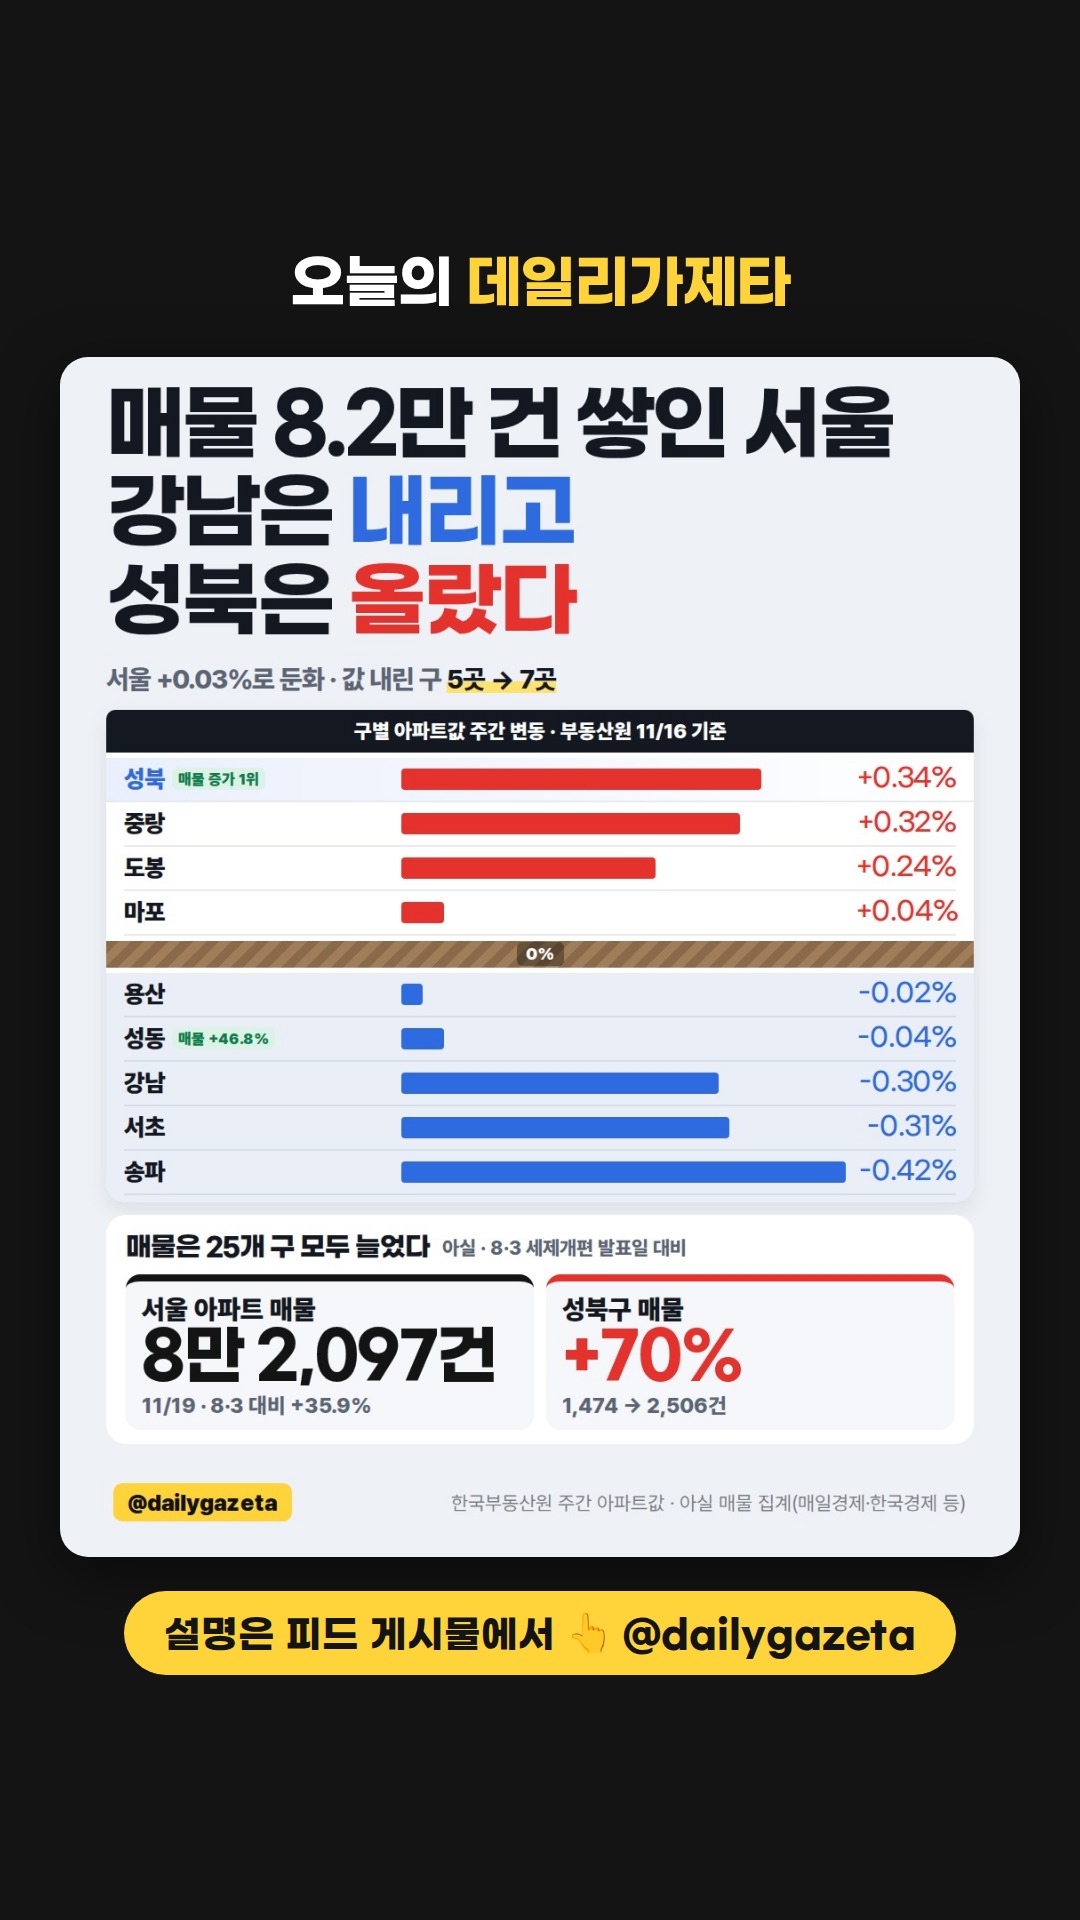 오늘의 데일리가제타
매물 8.2만 건 쌓인 서울
강남은 내리고
성북은 올랐다
서울 +0.03%로 둔화 · 값 내린 구 5곳 → 7곳
구별 아파트값 주간 변동 · 부동산원 11/16 기준
성북 매물 증가 1위 +0.34%
중랑 +0.32%
도봉 +0.24%
마포 +0.04%
0%
용산 -0.02%
성동 매물 +46.8% -0.04%
강남 -0.30%
서초 -0.31%
송파 -0.42%
매물은 25개 구 모두 늘었다 아실 · 8·3 세제개편 발표일 대비
서울 아파트 매물
8만 2,097건
11/19 · 8·3 대비 +35.9%
성북구 매물
+70%
1,474 → 2,506건
@dailygazeta
한국부동산원 주간 아파트값 · 아실 매물 집계(매일경제·한국경제 등)
설명은 피드 게시물에서 👆 @dailygazeta